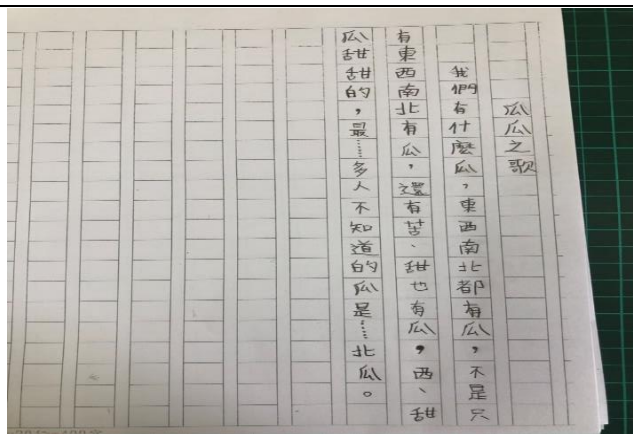 瓜瓜之歌
我們有什麼瓜，東西南北都有瓜，不是只
有東西南北有瓜，還有苦、甜也有瓜，西、甜
瓜甜甜的，最……多人不知道的瓜是……北瓜。